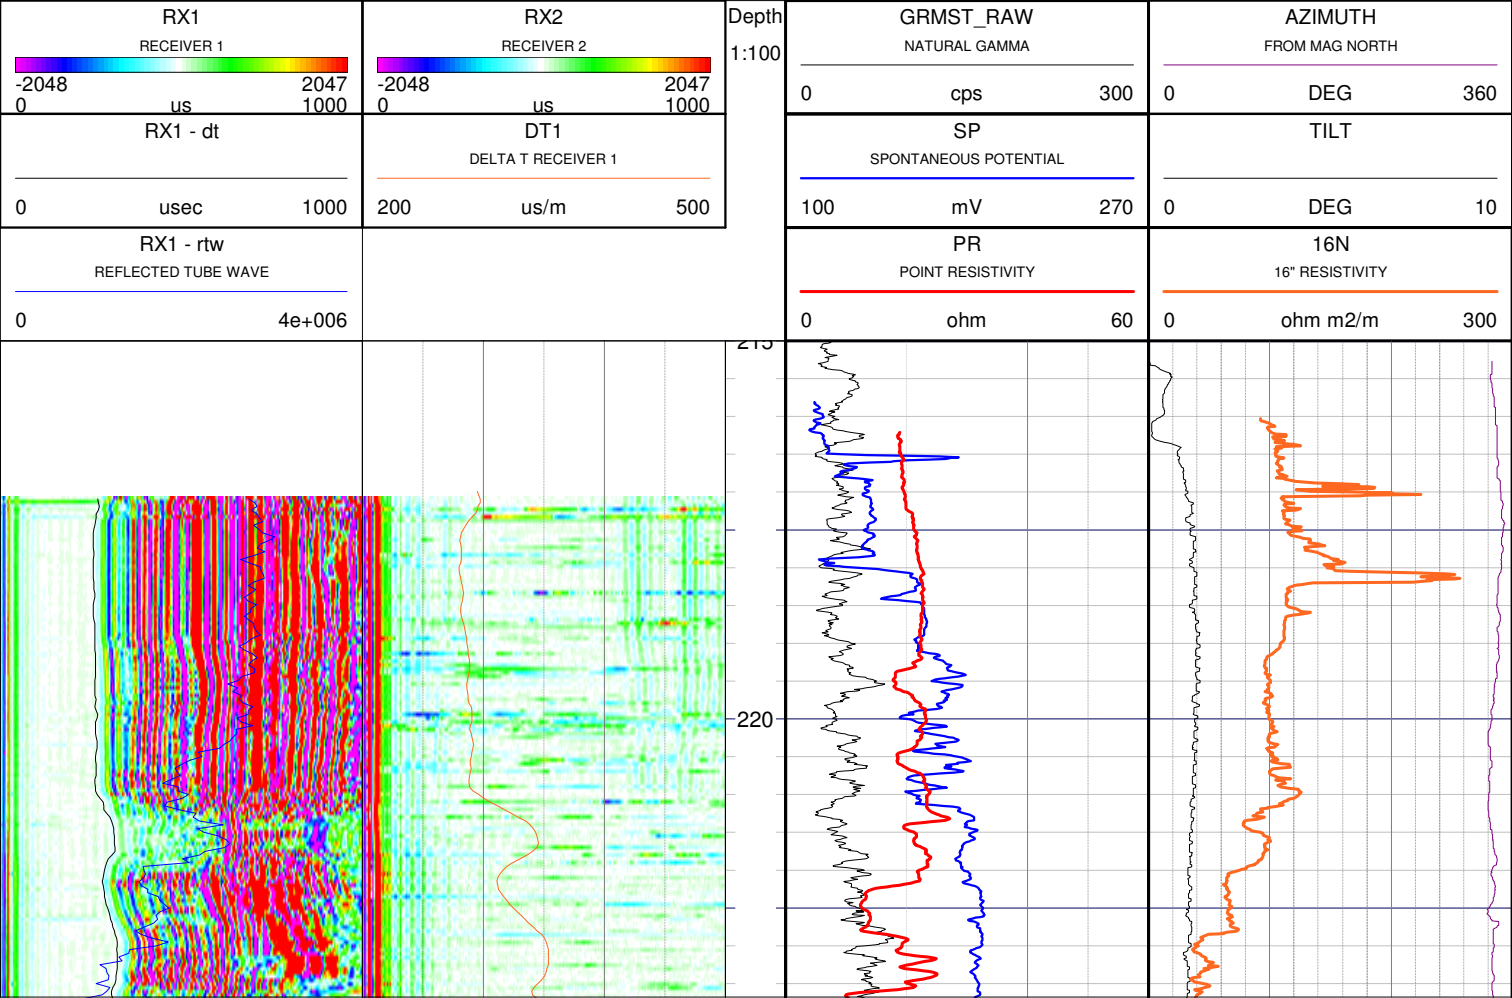 RX1
RECEIVER 1
-2048 2047
0 us 1000
RX2
RECEIVER 2
-2048 2047
0 us 1000
Depth
1:100
GRMST_RAW
NATURAL GAMMA
0 cps 300
AZIMUTH
FROM MAG NORTH
0 DEG 360
RX1 - dt
0 usec 1000
DT1
DELTA T RECEIVER 1
200 us/m 500
SP
SPONTANEOUS POTENTIAL
100 mV 270
TILT
0 DEG 10
RX1 - rtw
REFLECTED TUBE WAVE
0 4e+006
PR
POINT RESISTIVITY
0 ohm 60
16N
16" RESISTIVITY
0 ohm m2/m 300
215
220